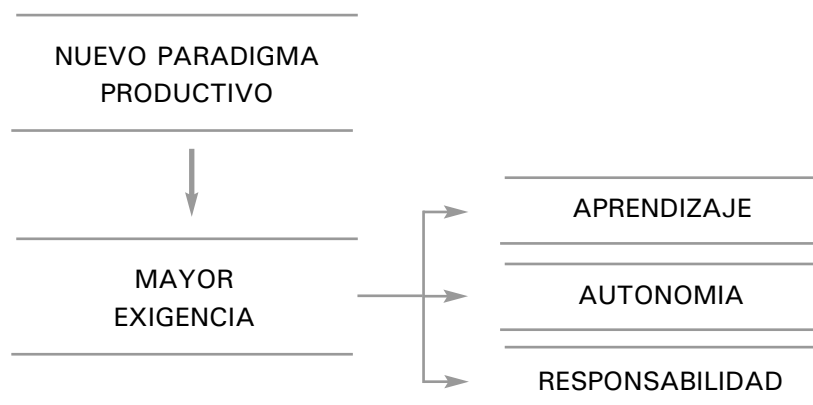 NUEVO PARADIGMA
PRODUCTIVO
MAYOR
EXIGENCIA
APRENDIZAJE
AUTONOMIA
RESPONSABILIDAD